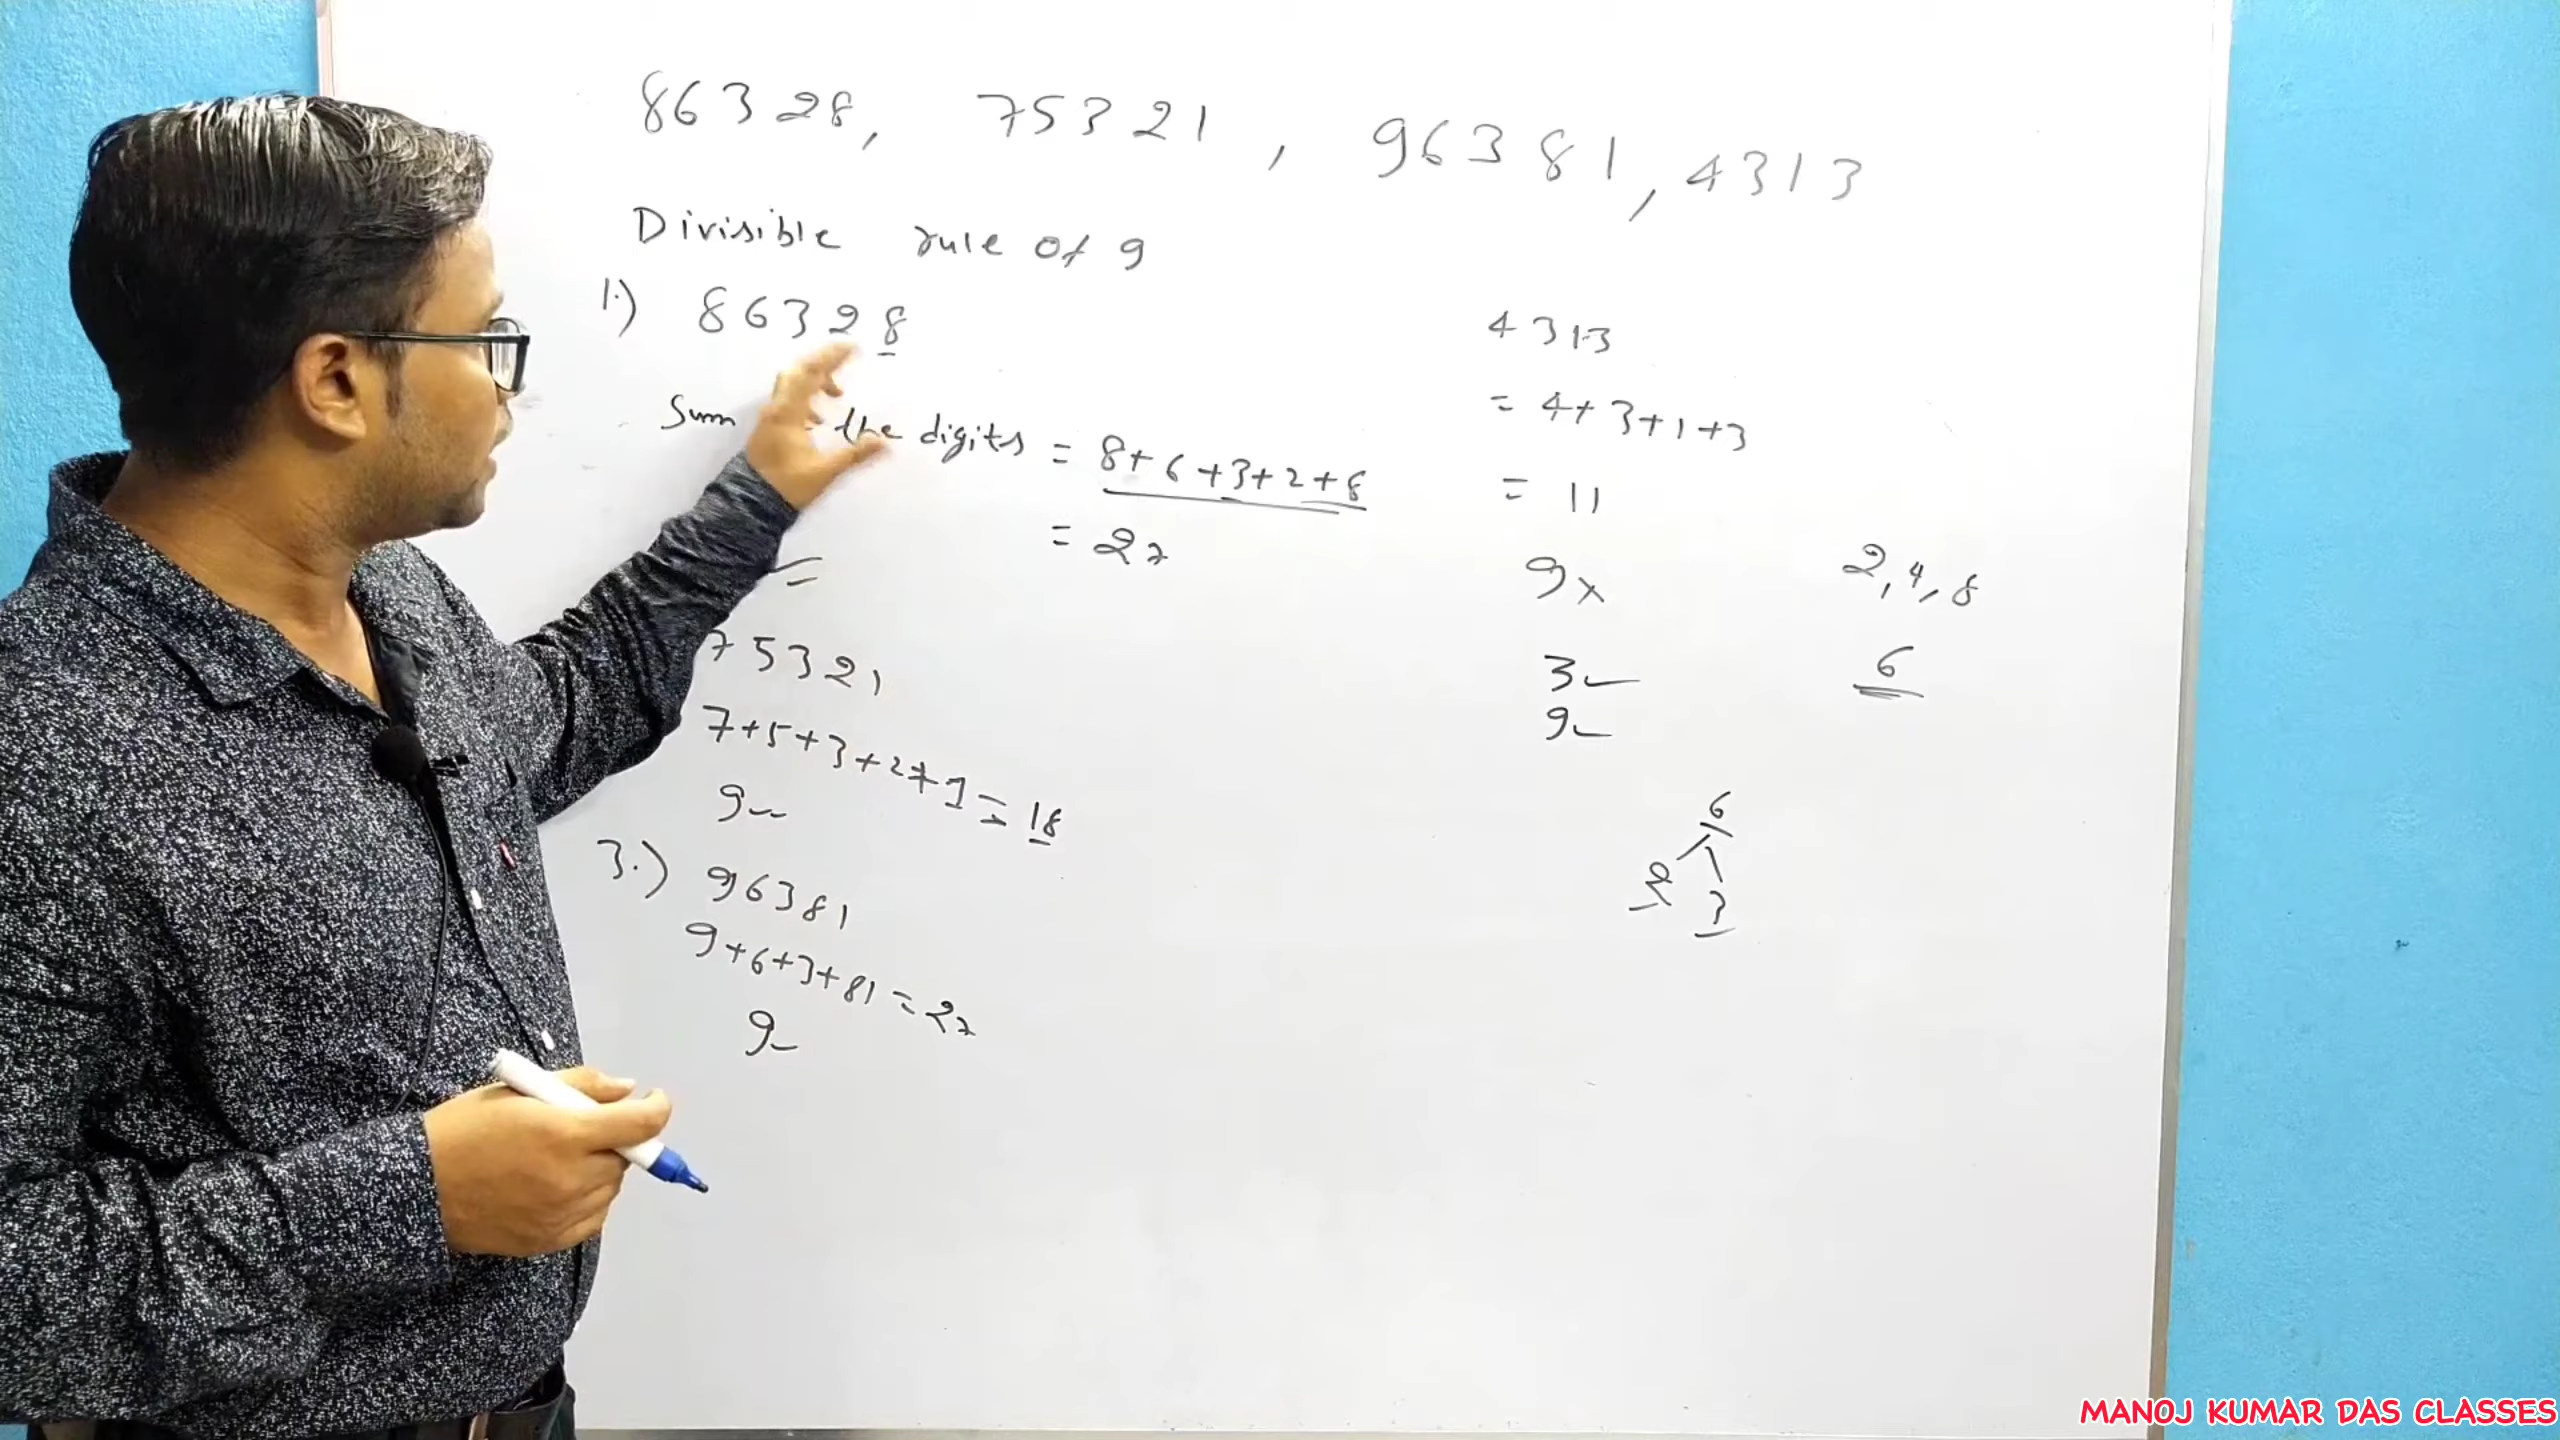 86328, 75321, 96381, 4313
Divisible rule of 9
1.) 86328
Sum the digits = 8+6+3+2+8
= 27
75321
7+5+3+2+1 = 18
9
3.) 96381
9+6+3+81 = 27
9
4313
= 4+3+1+3
= 11
9×
3
9
2, 4, 8
6
6
2 3
MANOJ KUMAR DAS CLASSES